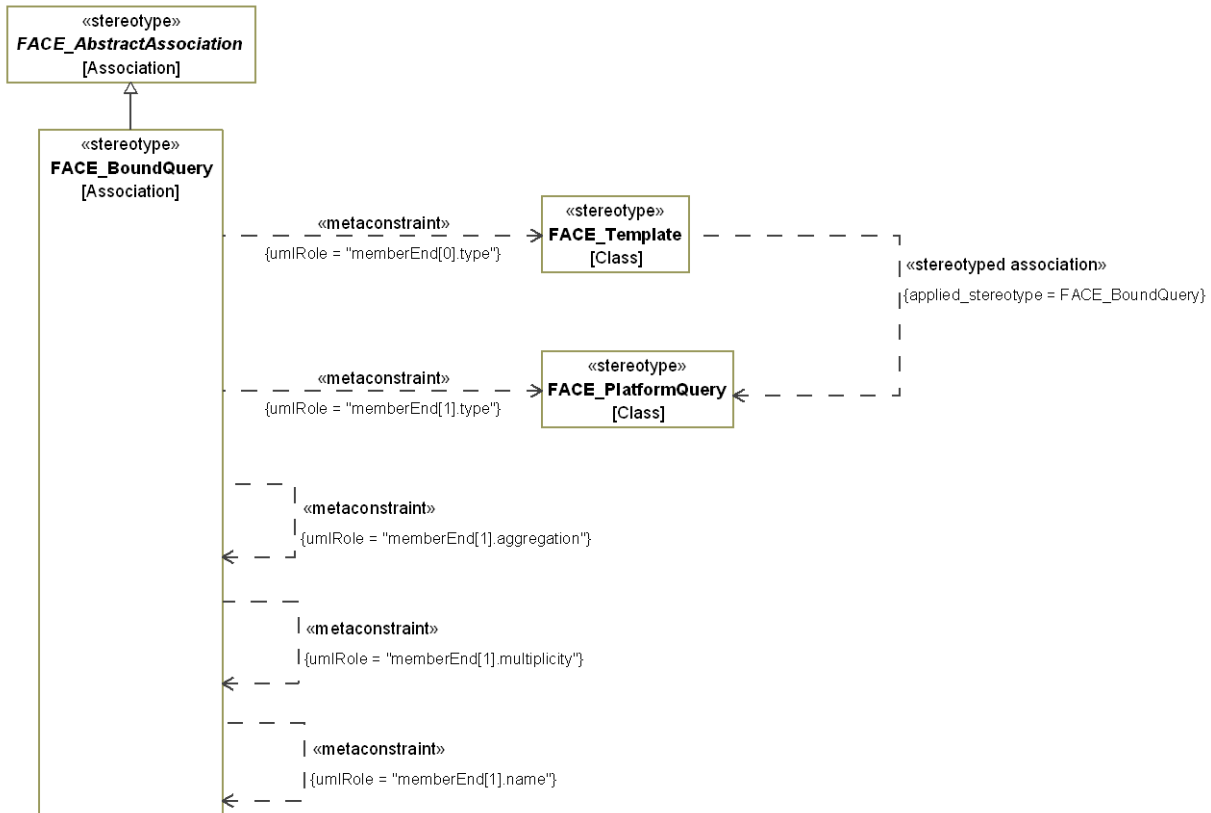 «stereotype»
FACE_AbstractAssociation
[Association]
«stereotype»
FACE_BoundQuery
[Association]
«metaconstraint»
{umlRole = "memberEnd[0].type"}
«stereotype»
FACE_Template
[Class]
«stereotyped association»
{applied_stereotype = FACE_BoundQuery}
«metaconstraint»
{umlRole = "memberEnd[1].type"}
«stereotype»
FACE_PlatformQuery
[Class]
«metaconstraint»
{umlRole = "memberEnd[1].aggregation"}
«metaconstraint»
{umlRole = "memberEnd[1].multiplicity"}
«metaconstraint»
{umlRole = "memberEnd[1].name"}